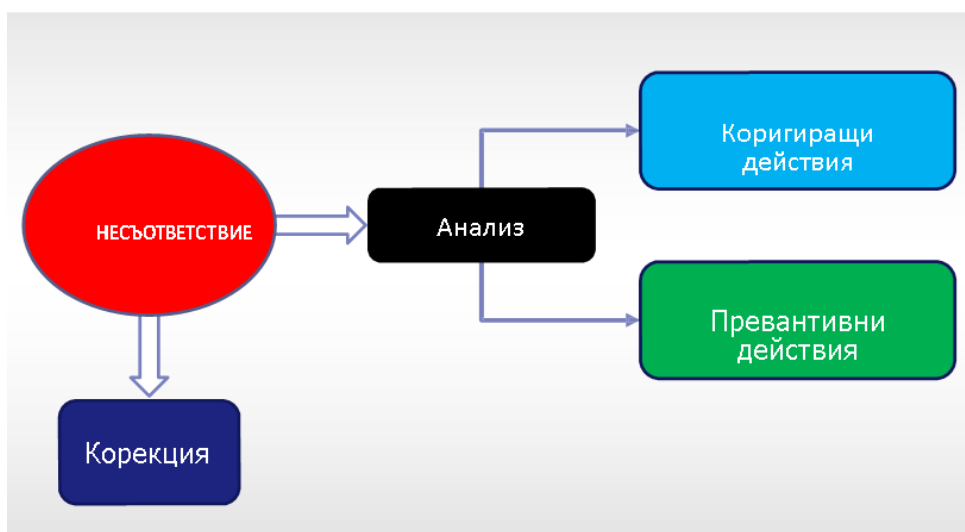 НЕСЪОТВЕТСТВИЕ
Анализ
Коригиращи
действия
Превантивни
действия
Корекция